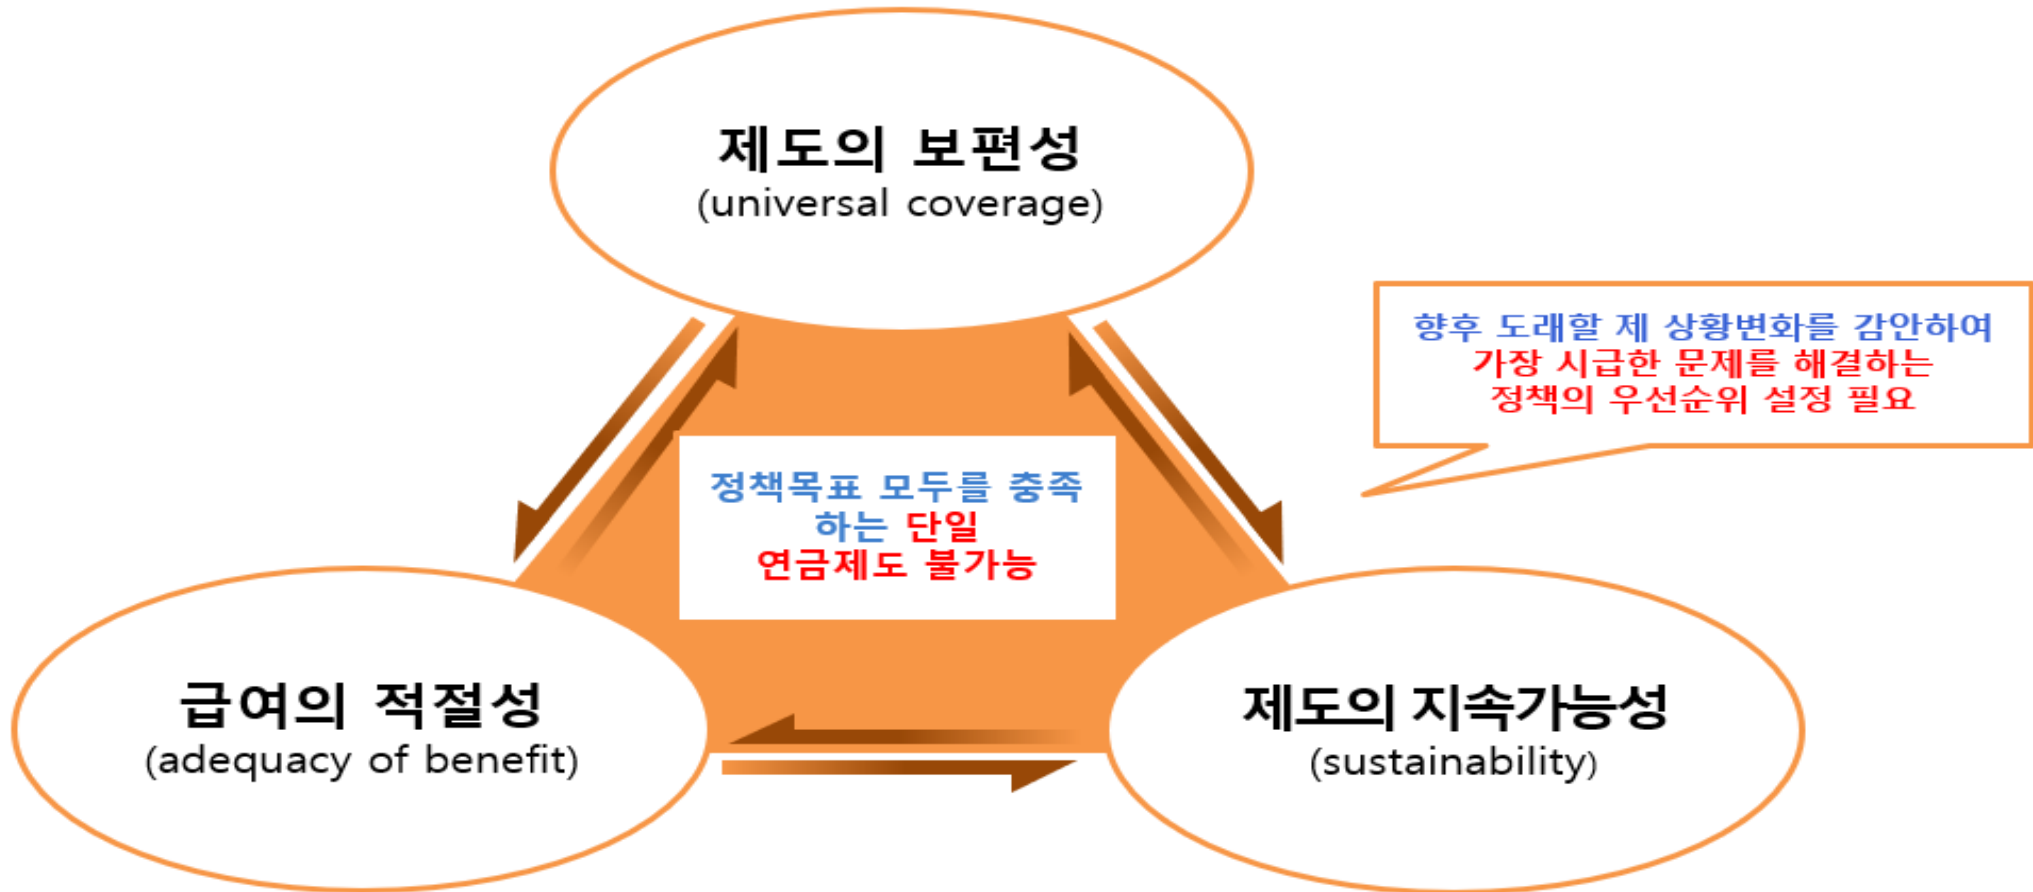 제도의 보편성
(universal coverage)
향후 도래할 제 상황변화를 감안하여
가장 시급한 문제를 해결하는
정책의 우선순위 설정 필요
정책목표 모두를 충족
하는 단일
연금제도 불가능
급여의 적절성
(adequacy of benefit)
제도의 지속가능성
(sustainability)